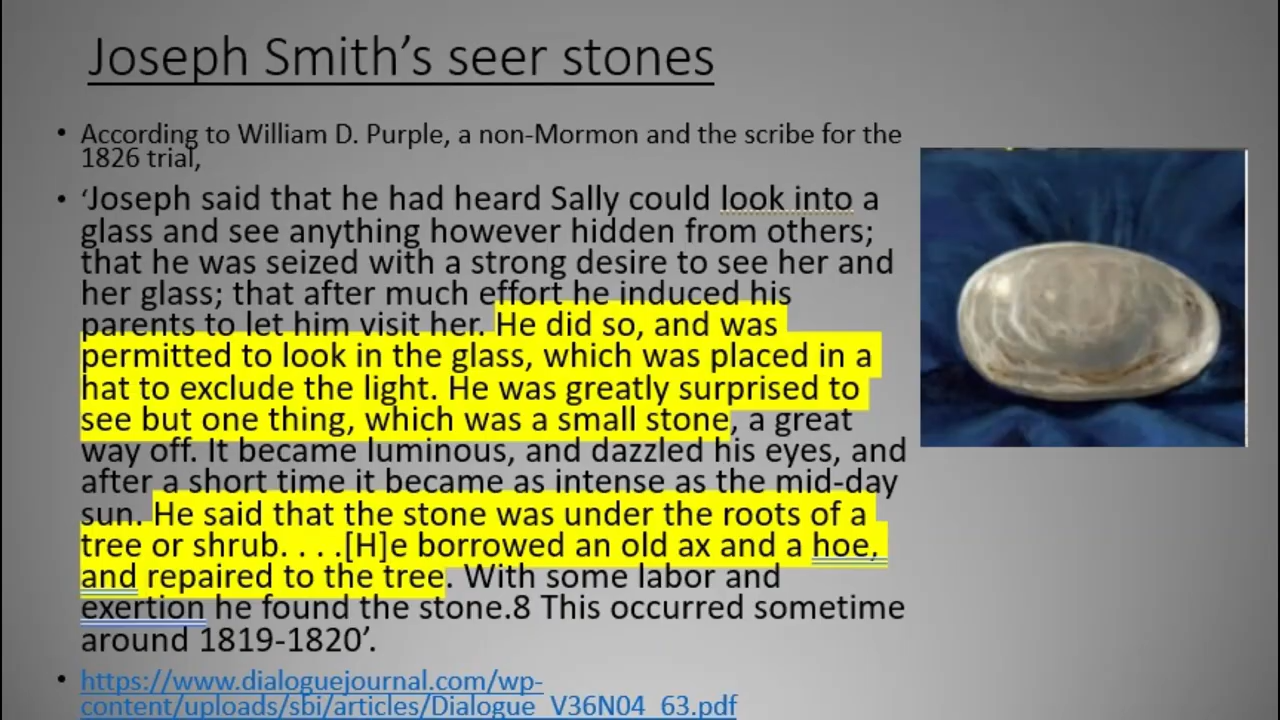 Joseph Smith’s seer stones
• According to William D. Purple, a non-Mormon and the scribe for the
1826 trial,
• ‘Joseph said that he had heard Sally could look into a
glass and see anything however hidden from others;
that he was seized with a strong desire to see her and
her glass; that after much effort he induced his
parents to let him visit her. He did so, and was
permitted to look in the glass, which was placed in a
hat to exclude the light. He was greatly surprised to
see but one thing, which was a small stone, a great
way off. It became luminous, and dazzled his eyes, and
after a short time it became as intense as the mid-day
sun. He said that the stone was under the roots of a
tree or shrub. . . .[H]e borrowed an old ax and a hoe,
and repaired to the tree. With some labor and
exertion he found the stone.8 This occurred sometime
around 1819-1820’.
• https://www.dialoguejournal.com/wp-
content/uploads/sbi/articles/Dialogue_V36N04_63.pdf